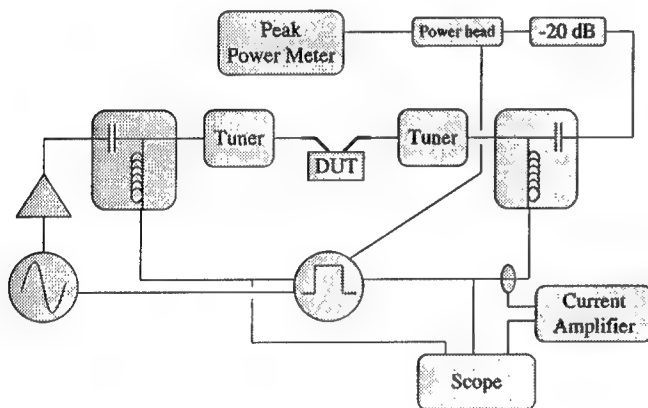 Peak
Power Meter
Power head
-20 dB
Tuner
DUT
Tuner
Current
Amplifier
Scope